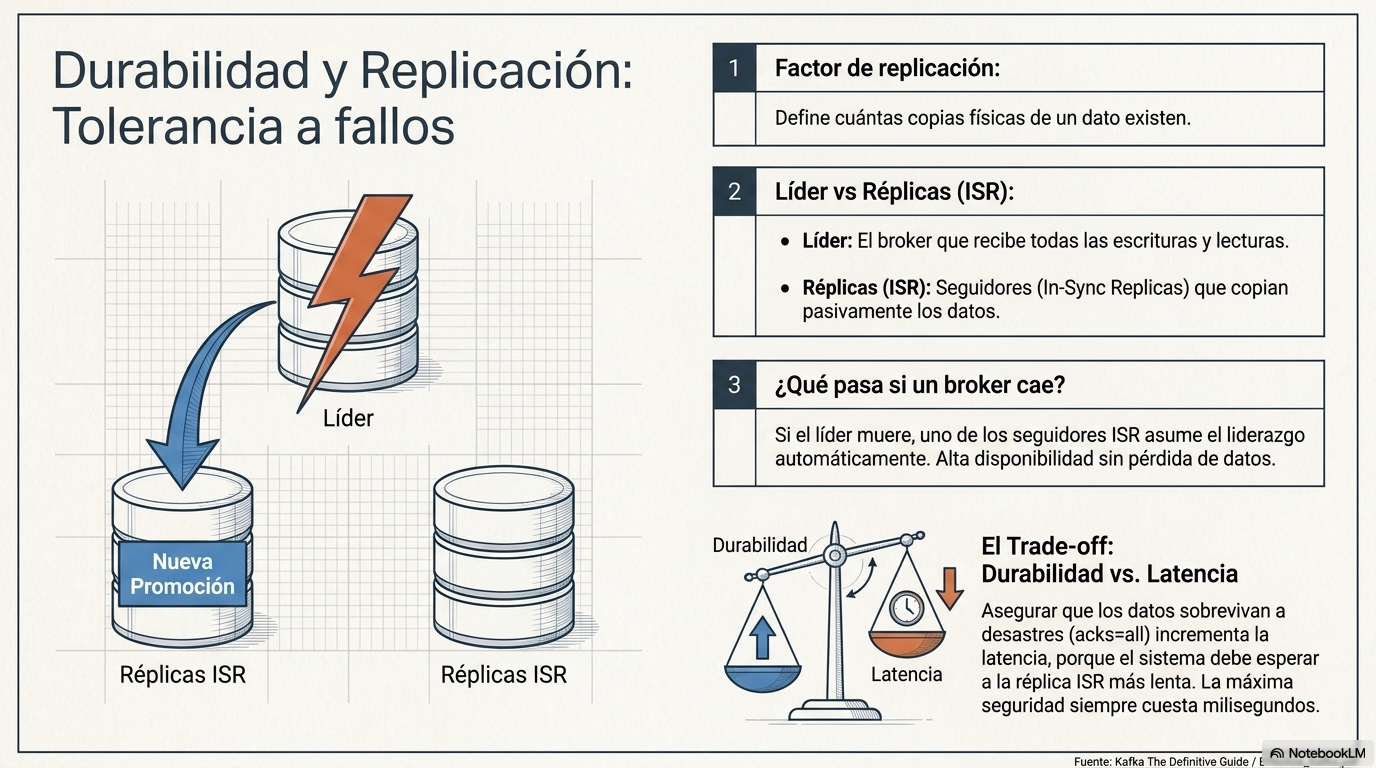 Durabilidad y Replicación:
Tolerancia a fallos
Líder
Nueva
Promoción
Réplicas ISR
Réplicas ISR
1
Factor de replicación:
Define cuántas copias físicas de un dato existen.
2
Líder vs Réplicas (ISR):
• Líder: El broker que recibe todas las escrituras y lecturas.
• Réplicas (ISR): Seguidores (In-Sync Replicas) que copian
pasivamente los datos.
3
¿Qué pasa si un broker cae?
Si el líder muere, uno de los seguidores ISR asume el liderazgo
automáticamente. Alta disponibilidad sin pérdida de datos.
Durabilidad
Latencia
El Trade-off:
Durabilidad vs. Latencia
Asegurar que los datos sobrevivan a
desastres (acks=all) incrementa la
latencia, porque el sistema debe esperar
a la réplica ISR más lenta. La máxima
seguridad siempre cuesta milisegundos.
Fuente: Kafka The Definitive Guide /
NotebookLM